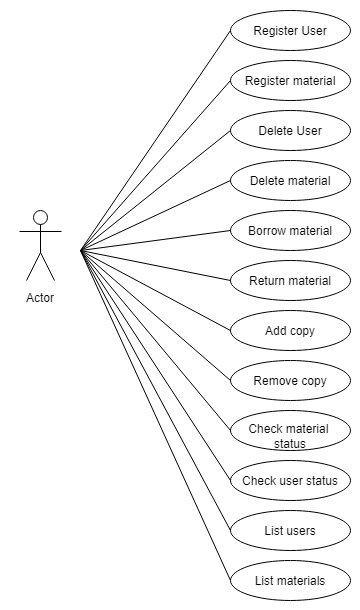 Register User
Register material
Delete User
Delete material
Borrow material
Return material
Actor
Add copy
Remove copy
Check material
status
Check user status
List users
List materials